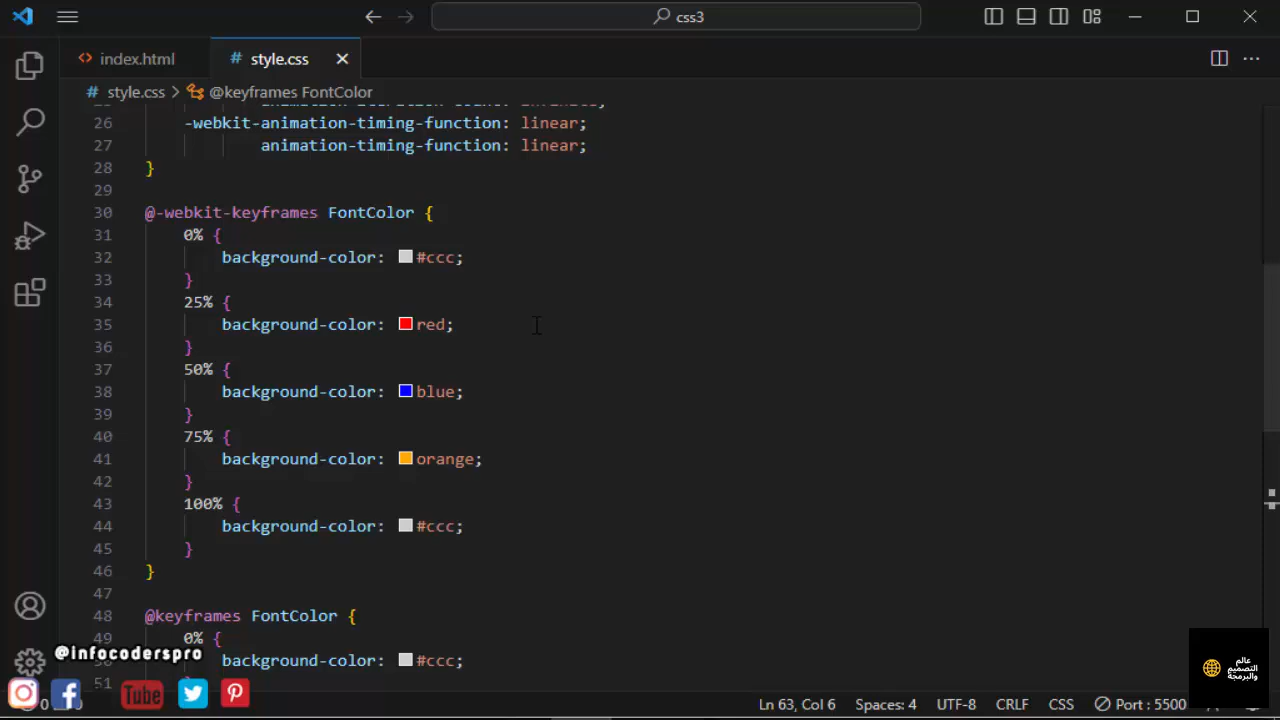 css3
index.html
# style.css
# style.css > @keyframes FontColor
26 -webkit-animation-timing-function: linear;
27 animation-timing-function: linear;
28 }
29
30 @-webkit-keyframes FontColor {
31 0% {
32 background-color: #ccc;
33 }
34 25% {
35 background-color: red;
36 }
37 50% {
38 background-color: blue;
39 }
40 75% {
41 background-color: orange;
42 }
43 100% {
44 background-color: #ccc;
45 }
46 }
47
48 @keyframes FontColor {
49 0% {
background-color: #ccc;
51
@infocoderspro
Tube
عالم
التصميم
والبرمجة
Ln 63, Col 6 Spaces: 4 UTF-8 CRLF CSS Port : 5500